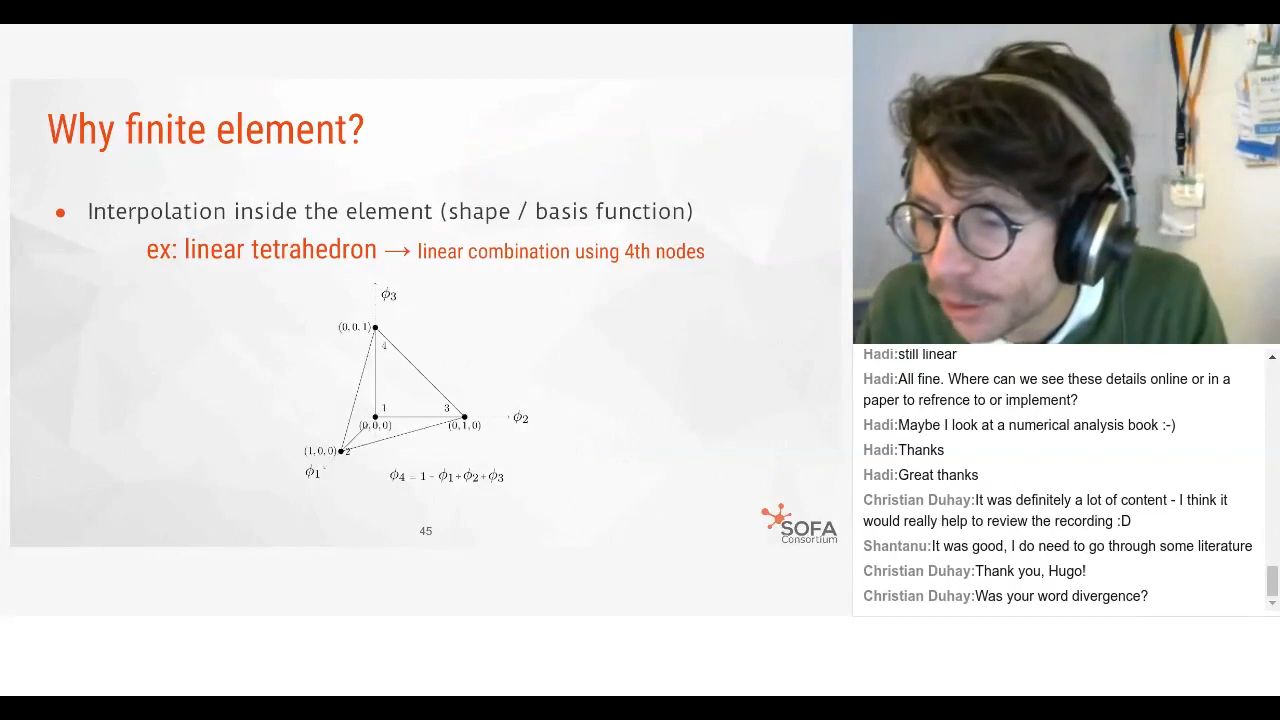 Why finite element?
Interpolation inside the element (shape / basis function)
ex: linear tetrahedron → linear combination using 4th nodes
ϕ3
(0, 0, 1)
4
1
3
ϕ2
(0, 0, 0)
(0, 1, 0)
(1, 0, 0)
2
ϕ1
ϕ4 = 1 - ϕ1+ϕ2+ϕ3
45
SOFA
Consortium
Hadi:still linear
Hadi:All fine. Where can we see these details online or in a
paper to refrence to or implement?
Hadi:Maybe I look at a numerical analysis book :-)
Hadi:Thanks
Hadi:Great thanks
Christian Duhay:It was definitely a lot of content - I think it
would really help to review the recording :D
Shantanu:It was good, I do need to go through some literature
Christian Duhay:Thank you, Hugo!
Christian Duhay:Was your word divergence?